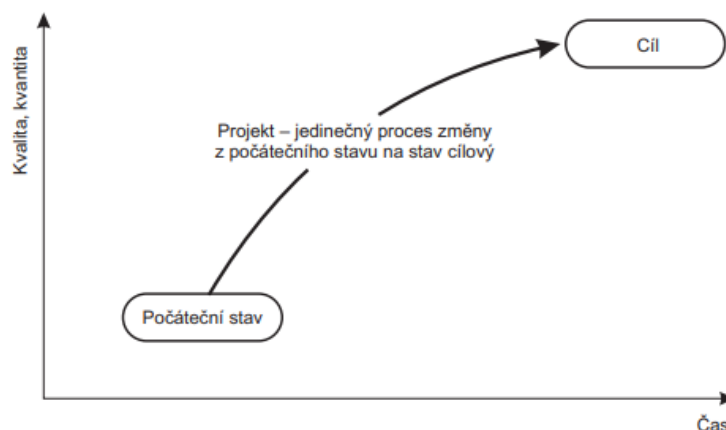 Kvalita, kvantita
Cíl
Projekt – jedinečný proces změny
z počátečního stavu na stav cílový
Počáteční stav
Čas